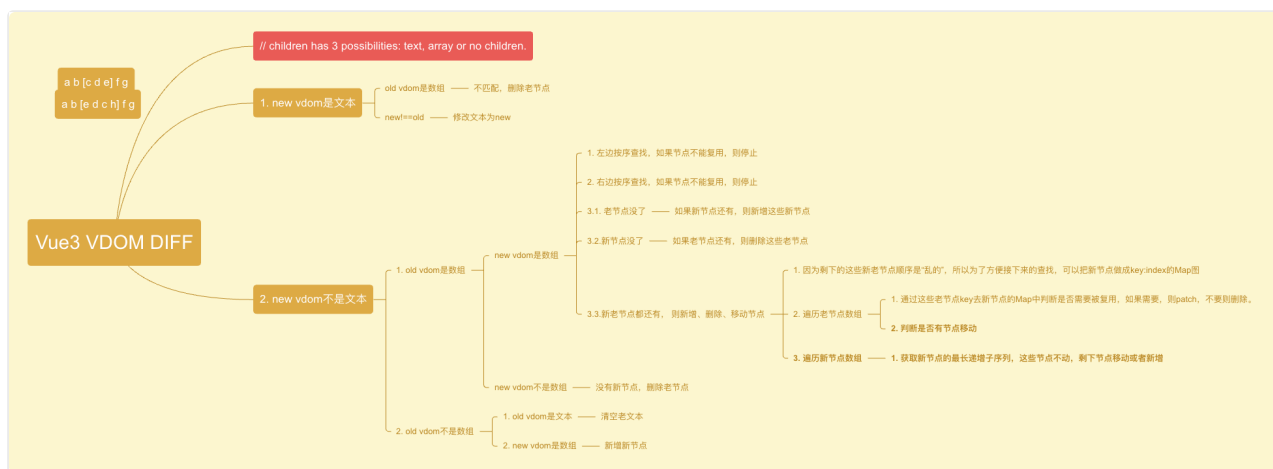 // children has 3 possibilities: text, array or no children.
a b [c d e] f g
a b [e d c h] f g
Vue3 VDOM DIFF
1. new vdom是文本
old vdom是数组
不匹配，删除老节点
new!==old
修改文本为new
2. new vdom不是文本
1. old vdom是数组
new vdom是数组
1. 左边按序查找，如果节点不能复用，则停止
2. 右边按序查找，如果节点不能复用，则停止
3.1. 老节点没了
如果新节点还有，则新增这些新节点
3.2.新节点没了
如果老节点还有，则删除这些老节点
3.3.新老节点都还有， 则新增、删除、移动节点
1. 因为剩下的这些新老节点顺序是“乱的”，所以为了方便接下来的查找，可以把新节点做成key:index的Map图
2. 遍历老节点数组
1. 通过这些老节点key去新节点的Map中判断是否需要被复用，如果需要，则patch，不要则删除。
2. 判断是否有节点移动
3. 遍历新节点数组
1. 获取新节点的最长递增子序列，这些节点不动，剩下节点移动或者新增
new vdom不是数组
没有新节点，删除老节点
2. old vdom不是数组
1. old vdom是文本
清空老文本
2. new vdom是数组
新增新节点